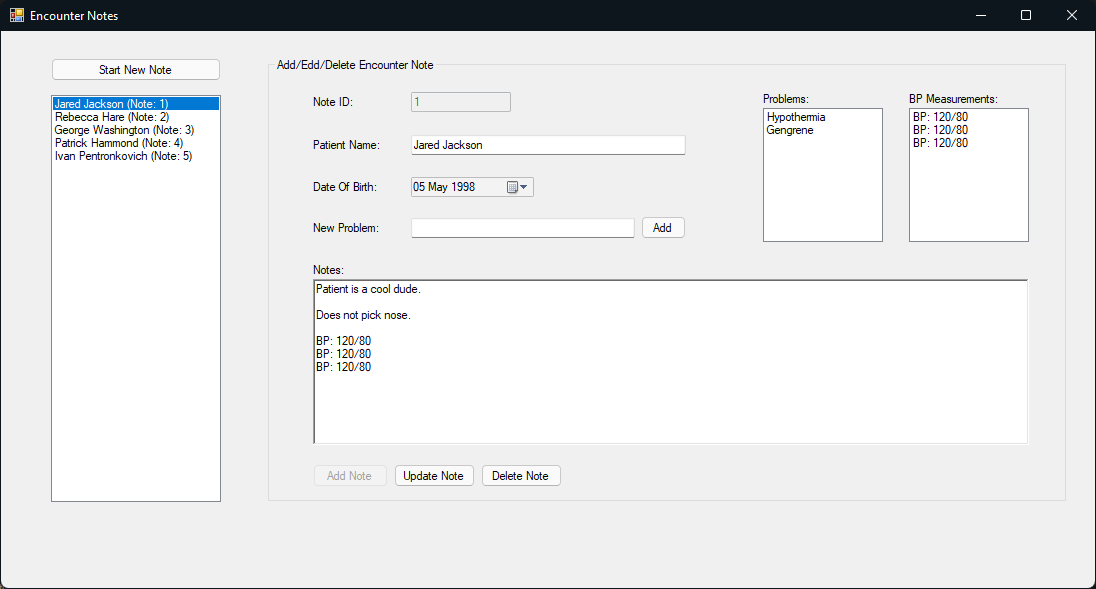 Encounter Notes
Start New Note
Jared Jackson (Note: 1)
Rebecca Hare (Note: 2)
George Washington (Note: 3)
Patrick Hammond (Note: 4)
Ivan Pentronkovich (Note: 5)
Add/Edd/Delete Encounter Note
Note ID:
1
Patient Name:
Jared Jackson
Date Of Birth:
05 May 1998
New Problem:
Add
Problems:
Hypothermia
Gengrene
BP Measurements:
BP: 120/80
BP: 120/80
BP: 120/80
Notes:
Patient is a cool dude.
Does not pick nose.
BP: 120/80
BP: 120/80
BP: 120/80
Add Note
Update Note
Delete Note